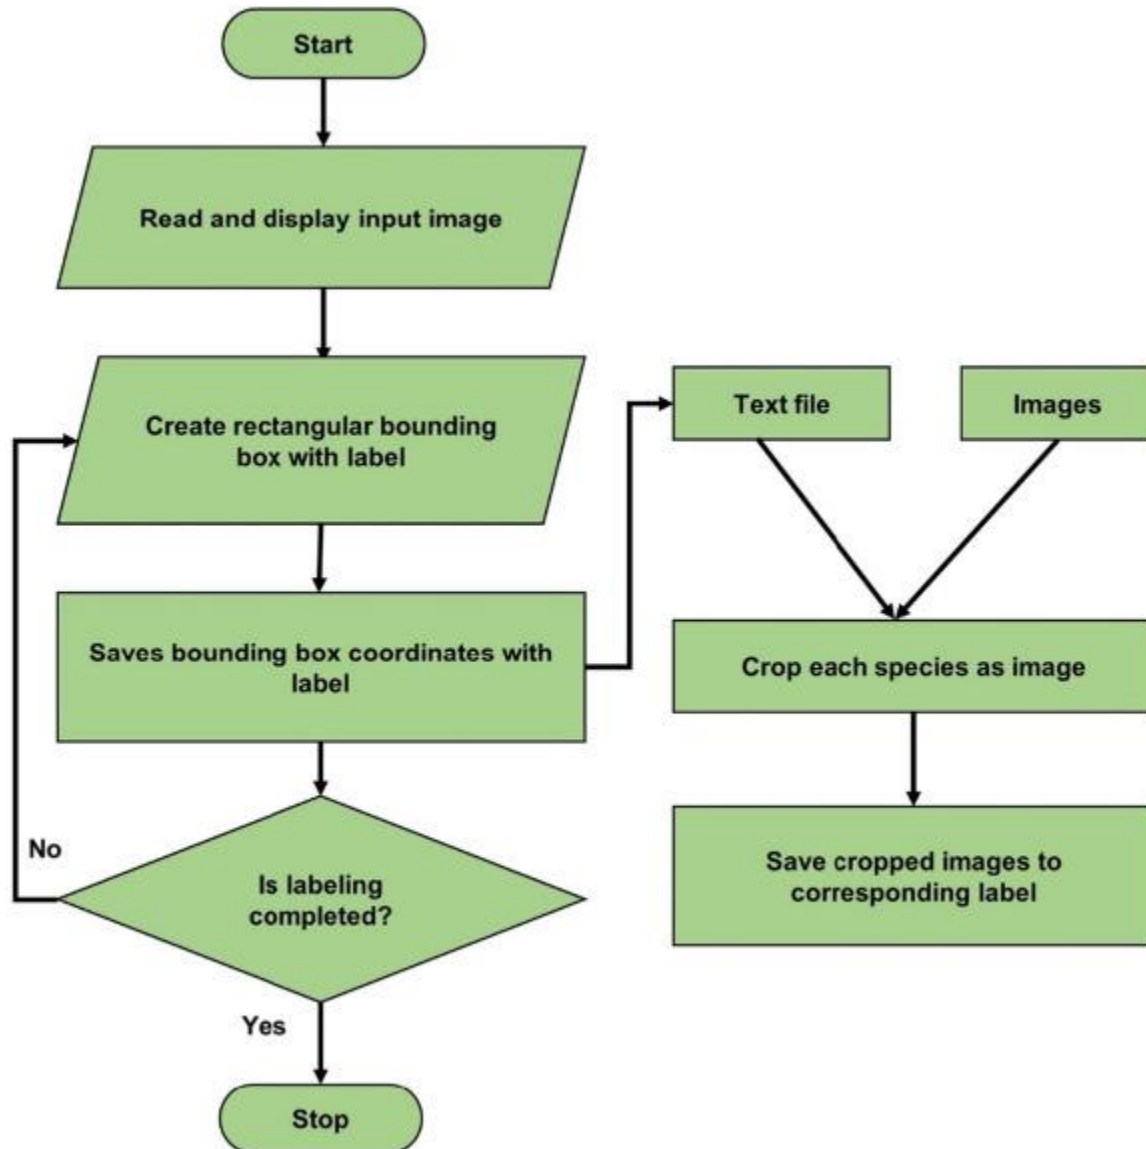 Start
Read and display input image
Create rectangular bounding
box with label
Saves bounding box coordinates with
label
No
Is labeling
completed?
Yes
Stop
Text file
Images
Crop each species as image
Save cropped images to
corresponding label